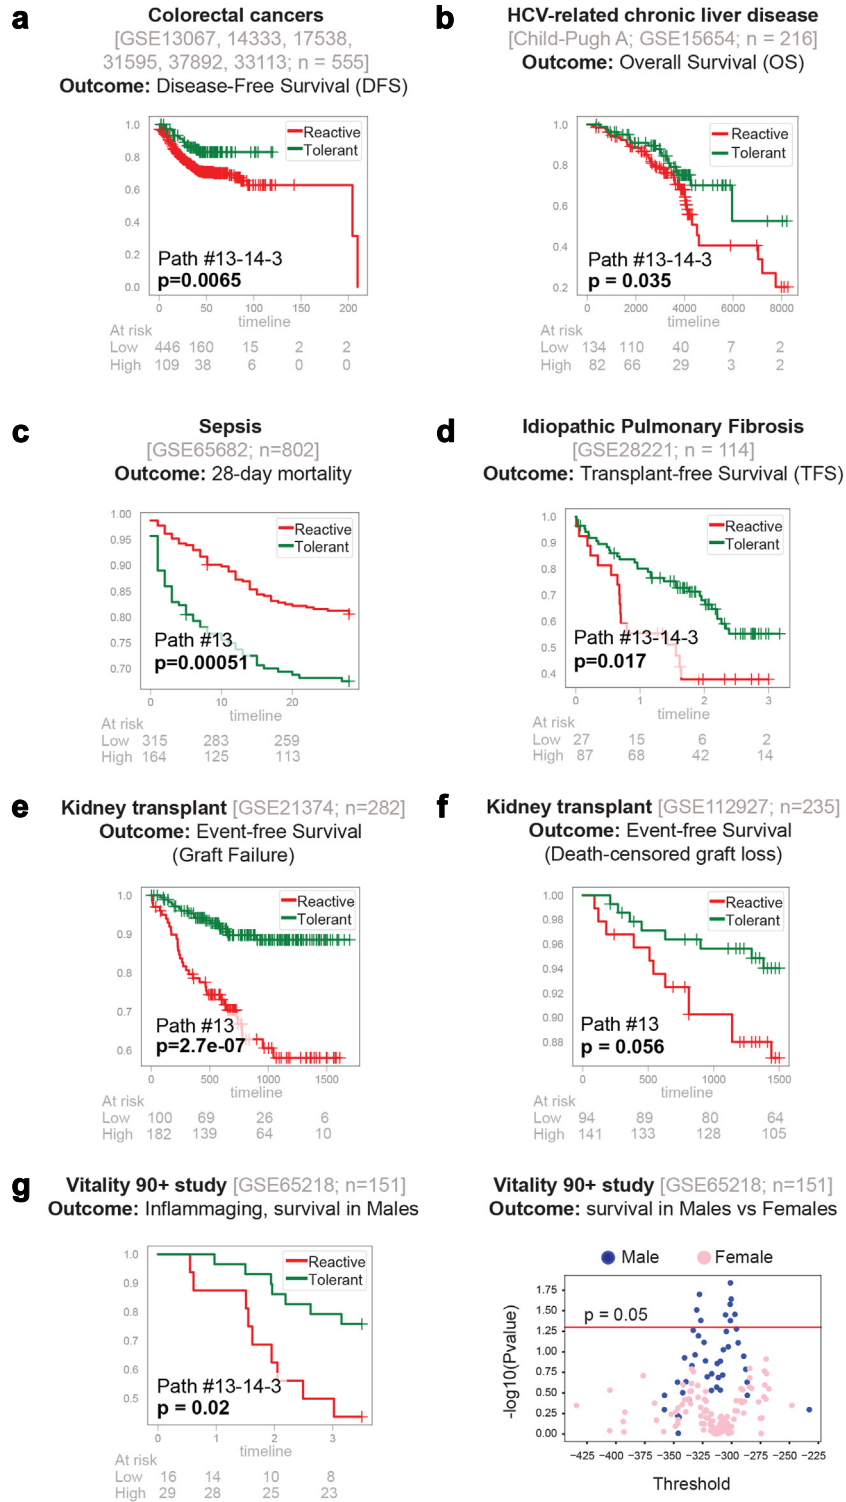 a
Colorectal cancers
[GSE13067, 14333, 17538,
31595, 37892, 33113; n = 555]
Outcome: Disease-Free Survival (DFS)
1.0
0.8
0.6
0.4
0.2
0.0
Reactive
Tolerant
Path #13-14-3
p=0.0065
0 50 100 150 200
timeline
At risk
Low 446 160 15 2 2
High 109 38 6 0 0
b
HCV-related chronic liver disease
[Child-Pugh A; GSE15654; n = 216]
Outcome: Overall Survival (OS)
1.0
0.8
0.6
0.4
0.2
Reactive
Tolerant
Path #13-14-3
p = 0.035
0 2000 4000 6000 8000
timeline
At risk
Low 134 110 40 7 2
High 82 66 29 3 2
c
Sepsis
[GSE65682; n=802]
Outcome: 28-day mortality
1.00
0.95
0.90
0.85
0.80
0.75
0.70
Reactive
Tolerant
Path #13
p=0.00051
0 10 20
timeline
At risk
Low 315 283 259
High 164 125 113
d
Idiopathic Pulmonary Fibrosis
[GSE28221; n = 114]
Outcome: Transplant-free Survival (TFS)
1.0
0.9
0.8
0.7
0.6
0.5
0.4
Reactive
Tolerant
Path #13-14-3
p=0.017
0 1 2 3
timeline
At risk
Low 27 15 6 2
High 87 68 42 14
e
Kidney transplant [GSE21374; n=282]
Outcome: Event-free Survival
(Graft Failure)
1.0
0.9
0.8
0.7
0.6
Reactive
Tolerant
Path #13
p=2.7e-07
0 500 1000 1500
timeline
At risk
Low 100 69 26 6
High 182 139 64 10
f
Kidney transplant [GSE112927; n=235]
Outcome: Event-free Survival
(Death-censored graft loss)
1.00
0.98
0.96
0.94
0.92
0.90
0.88
Reactive
Tolerant
Path #13
p = 0.056
0 500 1000 1500
timeline
At risk
Low 94 89 80 64
High 141 133 128 105
g
Vitality 90+ study [GSE65218; n=151]
Outcome: Inflammaging, survival in Males
1.0
0.9
0.8
0.7
0.6
0.5
Reactive
Tolerant
Path #13-14-3
p = 0.02
0 1 2 3
timeline
At risk
Low 16 14 10 8
High 29 28 25 23
Vitality 90+ study [GSE65218; n=151]
Outcome: survival in Males vs Females
Male Female
-log10(Pvalue)
1.75
1.50
1.25
1.00
0.75
0.50
0.25
0.00
p = 0.05
−425 −400 −375 −350 −325 −300 −275 −250 −225
Threshold